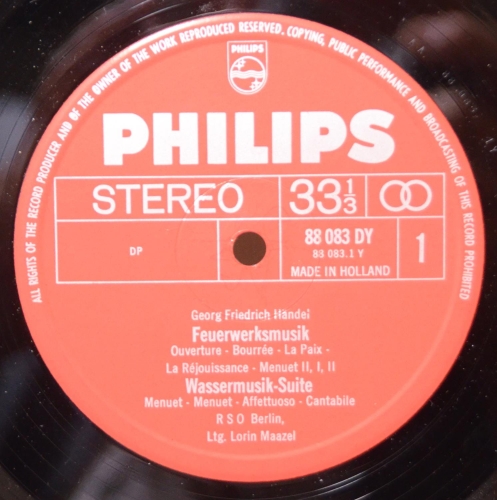 ALL RIGHTS OF THE RECORD PRODUCER AND OF THE OWNER OF THE WORK REPRODUCED RESERVED. COPYING, PUBLIC PERFORMANCE AND BROADCASTING OF THIS RECORD PROHIBITED
PHILIPS
PHILIPS
STEREO 33 1/3
DP
88 083 DY
88 083.1 Y
MADE IN HOLLAND
1
Georg Friedrich Händel
Feuerwerksmusik
Ouverture - Bourrée - La Paix -
La Réjouissance - Menuet II, I, II
Wassermusik-Suite
Menuet - Menuet - Affettuoso - Cantabile
R S O Berlin,
Ltg. Lorin Maazel